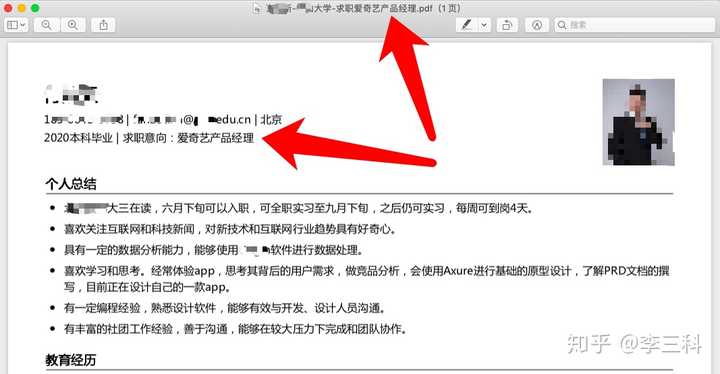 大学-求职爱奇艺产品经理.pdf（1 页）
搜索
edu.cn | 北京
2020本科毕业 | 求职意向：爱奇艺产品经理
个人总结
大三在读，六月下旬可以入职，可全职实习至九月下旬，之后仍可实习，每周可到岗4天。
喜欢关注互联网和科技新闻，对新技术和互联网行业趋势具有好奇心。
具有一定的数据分析能力，能够使用 软件进行数据处理。
喜欢学习和思考。经常体验app，思考其背后的用户需求，做竞品分析，会使用Axure进行基础的原型设计，了解PRD文档的撰
写，目前正在设计自己的一款app。
有一定编程经验，熟悉设计软件，能够有效与开发、设计人员沟通。
有丰富的社团工作经验，善于沟通，能够在较大压力下完成和团队协作。
教育经历
知乎 @李三科